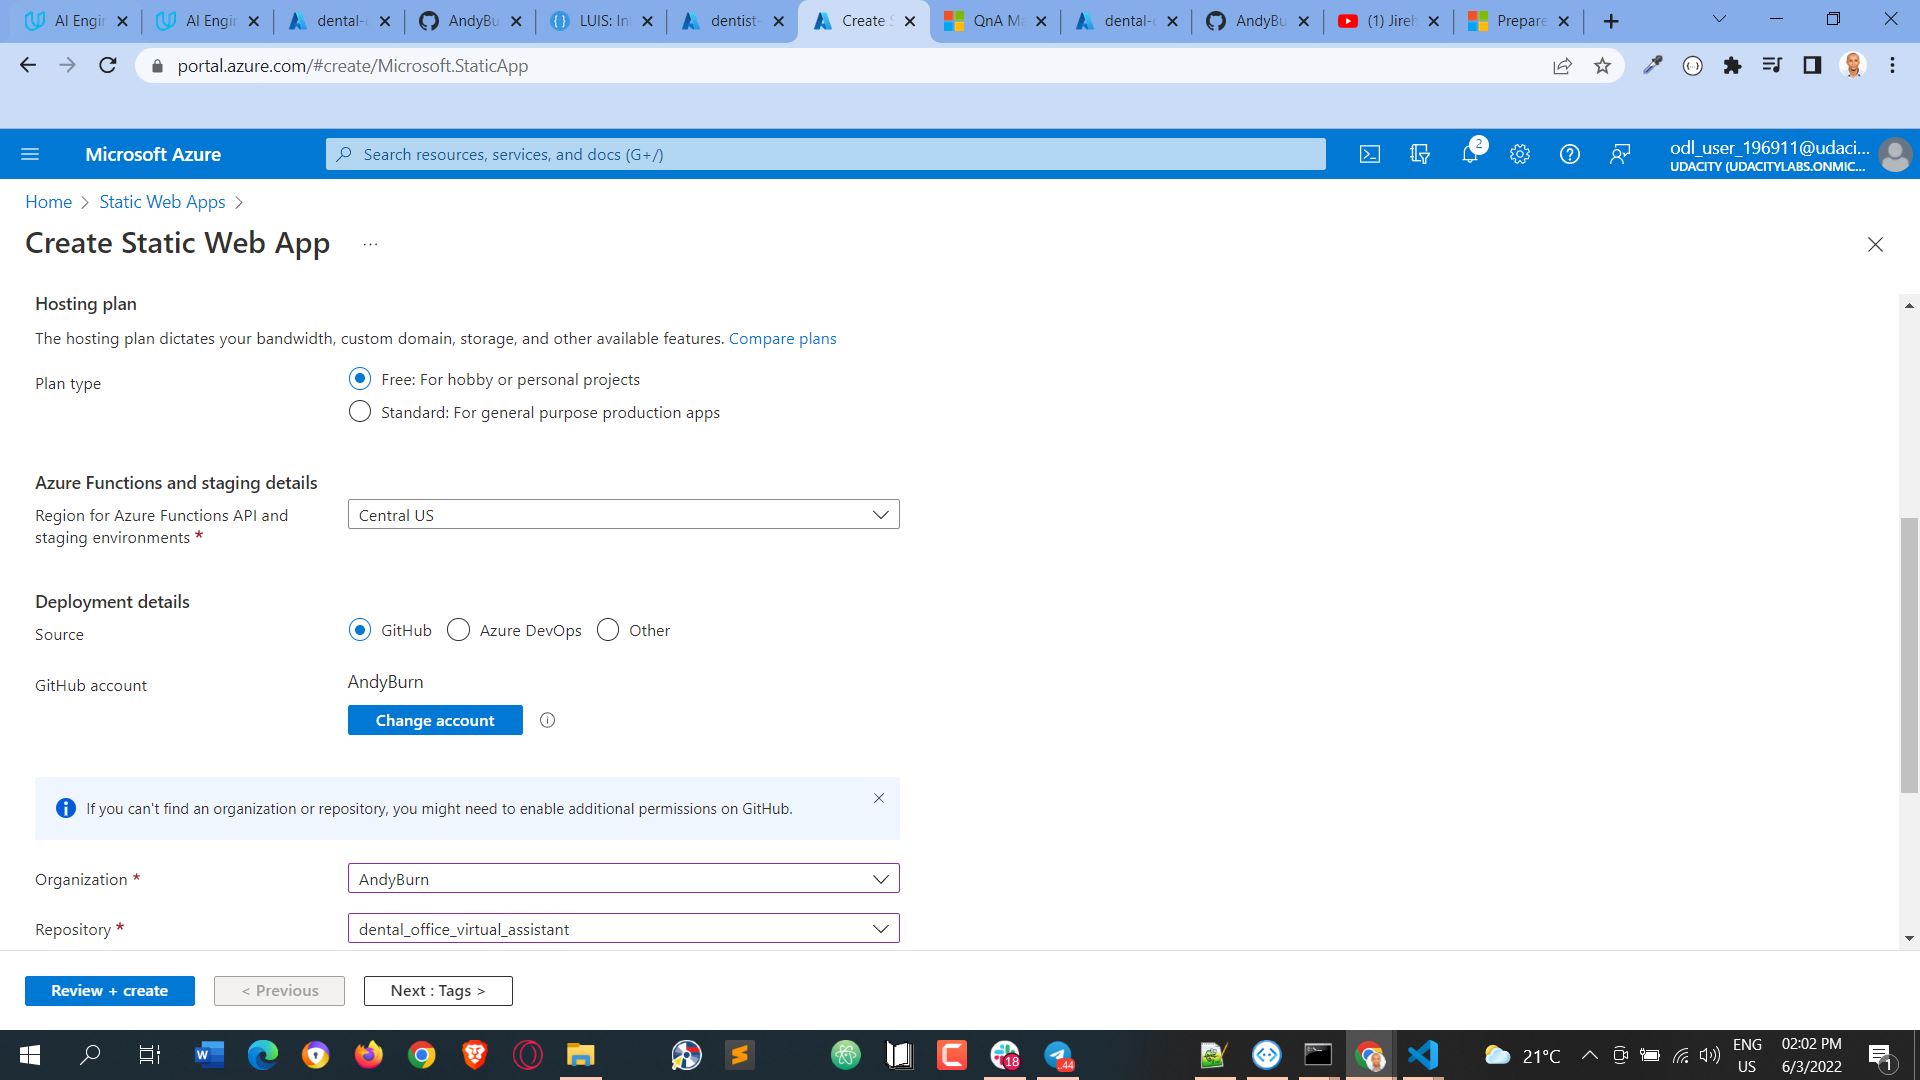 AI Engir
AI Engir
dental-c
AndyBu
LUIS: Int
dentist-
Create S
QnA Ma
dental-c
AndyBu
(1) Jireh
Prepare
portal.azure.com/#create/Microsoft.StaticApp
Microsoft Azure
Search resources, services, and docs (G+/)
2
odl_user_196911@udaci...
UDACITY (UDACITYLABS.ONMIC...
Home > Static Web Apps >
Create Static Web App ...
Hosting plan
The hosting plan dictates your bandwidth, custom domain, storage, and other available features. Compare plans
Plan type
Free: For hobby or personal projects
Standard: For general purpose production apps
Azure Functions and staging details
Region for Azure Functions API and
staging environments *
Central US
Deployment details
Source
GitHub
Azure DevOps
Other
GitHub account
AndyBurn
Change account
If you can't find an organization or repository, you might need to enable additional permissions on GitHub.
Organization *
AndyBurn
Repository *
dental_office_virtual_assistant
Review + create
< Previous
Next : Tags >
18
44
21°C
ENG
US
02:02 PM
6/3/2022
1